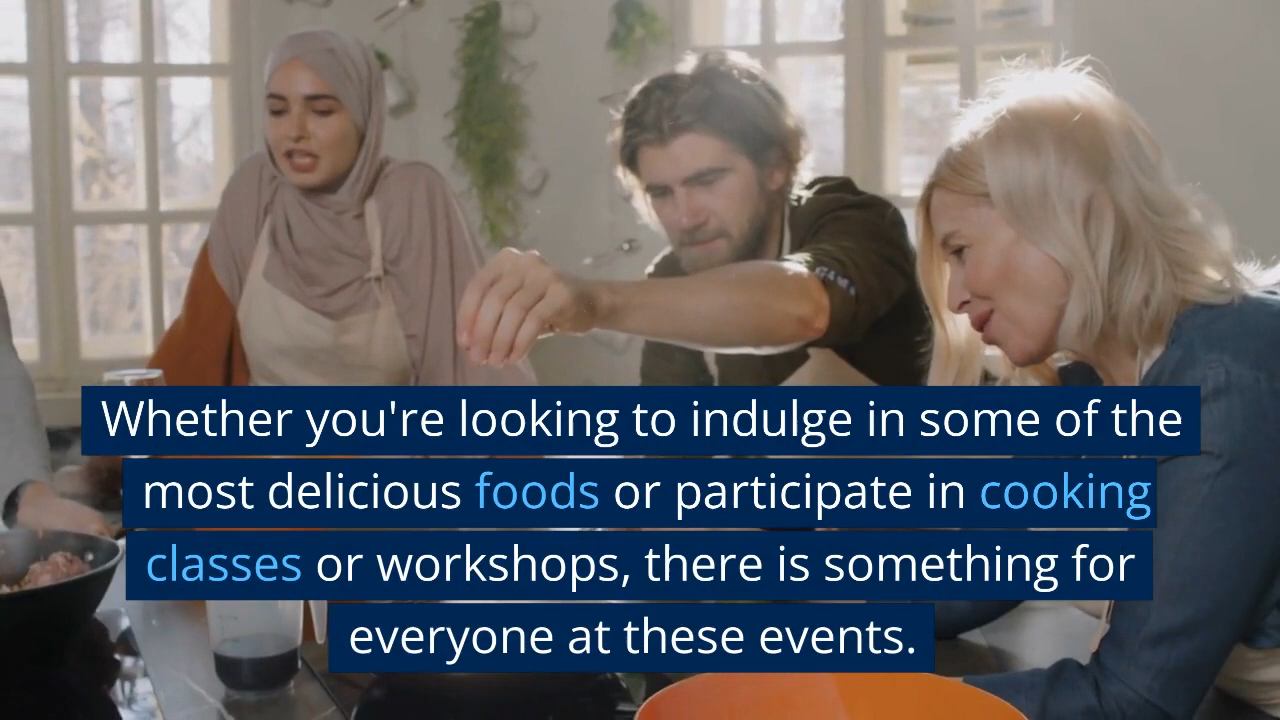 Whether you're looking to indulge in some of the
most delicious foods or participate in cooking
classes or workshops, there is something for
everyone at these events.